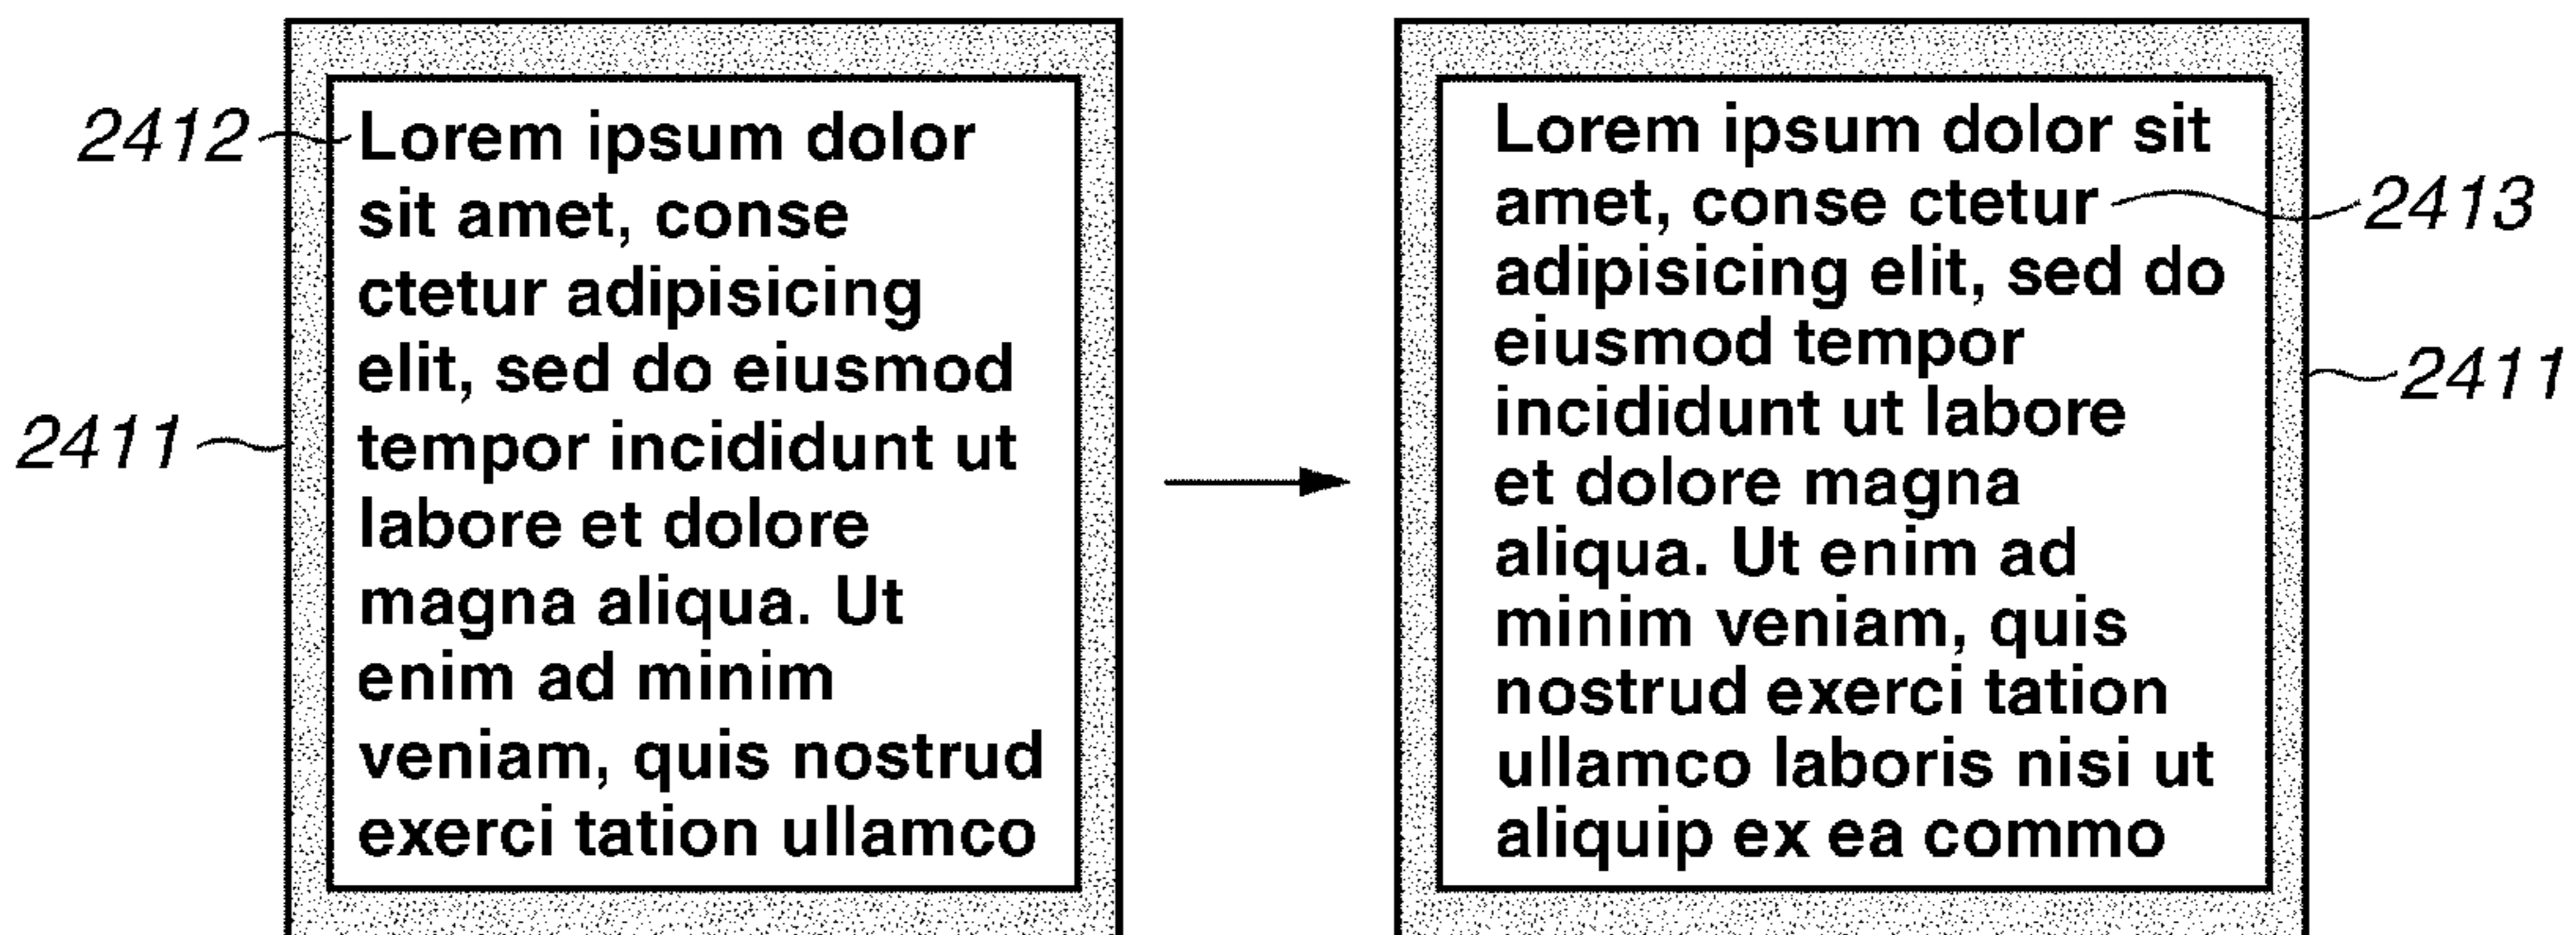 2412
Lorem ipsum dolor
sit amet, conse
ctetur adipisicing
elit, sed do eiusmod
tempor incididunt ut
labore et dolore
magna aliqua. Ut
enim ad minim
veniam, quis nostrud
exerci tation ullamco
2411
Lorem ipsum dolor sit
amet, conse ctetur
adipisicing elit, sed do
eiusmod tempor
incididunt ut labore
et dolore magna
aliqua. Ut enim ad
minim veniam, quis
nostrud exerci tation
ullamco laboris nisi ut
aliquip ex ea commo
2413
2411